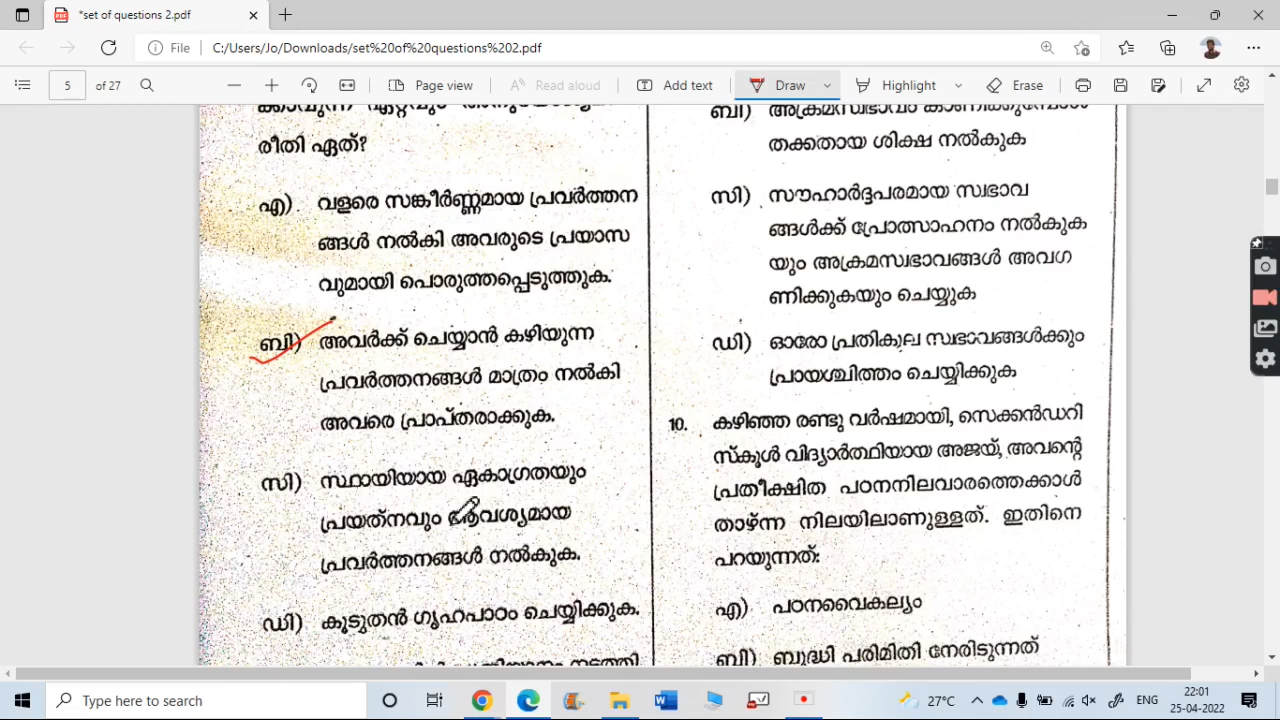 *set of questions 2.pdf
File C:/Users/Jo/Downloads/set%20of%20questions%202.pdf
5 of 27 Page view Read aloud Add text Draw Highlight Erase
രീതി ഏത്?
എ) വളരെ സങ്കീർണ്ണമായ പ്രവർത്തന
ങ്ങൾ നൽകി അവരുടെ പ്രയാസ
വുമായി പൊരുത്തപ്പെടുത്തുക.
ബി) അവർക്ക് ചെയ്യാൻ കഴിയുന്ന
പ്രവർത്തനങ്ങൾ മാത്രം നൽകി
അവരെ പ്രാപ്തരാക്കുക.
സി) സ്ഥായിയായ ഏകാഗ്രതയും
പ്രയത്നവും ആവശ്യമായ
പ്രവർത്തനങ്ങൾ നൽകുക.
ഡി) കൂടുതൻ ഗൃഹപാഠം ചെയ്യിക്കുക.
ബി) അക്രമസ്വഭാവം കാണിക്കുമ്പോൾ
തക്കതായ ശിക്ഷ നൽകുക
സി) സൗഹാർദ്ദപരമായ സ്വഭാവ
ങ്ങൾക്ക് പ്രോത്സാഹനം നൽകുക
യും അക്രമസ്വഭാവങ്ങൾ അവഗ
ണിക്കുകയും ചെയ്യുക
ഡി) ഓരോ പ്രതികൂല സ്വഭാവങ്ങൾക്കും
പ്രായശ്ചിത്തം ചെയ്യിക്കുക
10. കഴിഞ്ഞ രണ്ടു വർഷമായി, സെക്കൻഡറി
സ്കൂൾ വിദ്യാർത്ഥിയായ അജയ്, അവന്റെ
പ്രതീക്ഷിത പഠനനിലവാരത്തെക്കാൾ
താഴ്ന്ന നിലയിലാണുള്ളത്. ഇതിനെ
പറയുന്നത്:
എ) പഠനവൈകല്യം
ബി) ബുദ്ധി പരിമിതി നേരിടുന്നത്
Type here to search 27°C ENG 22:01
25-04-2022